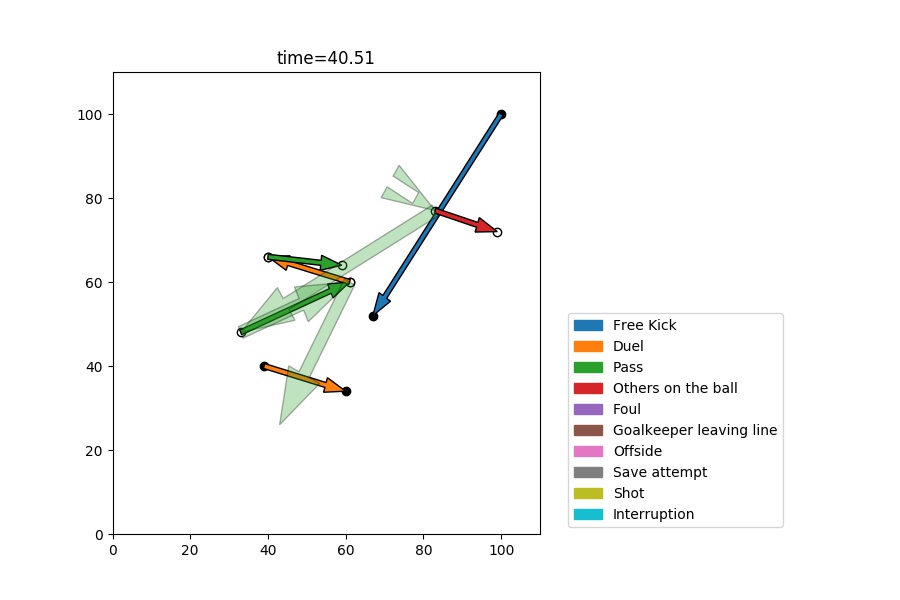 time=40.51
100
80
60
40
20
0
0 20 40 60 80 100
Free Kick
Duel
Pass
Others on the ball
Foul
Goalkeeper leaving line
Offside
Save attempt
Shot
Interruption